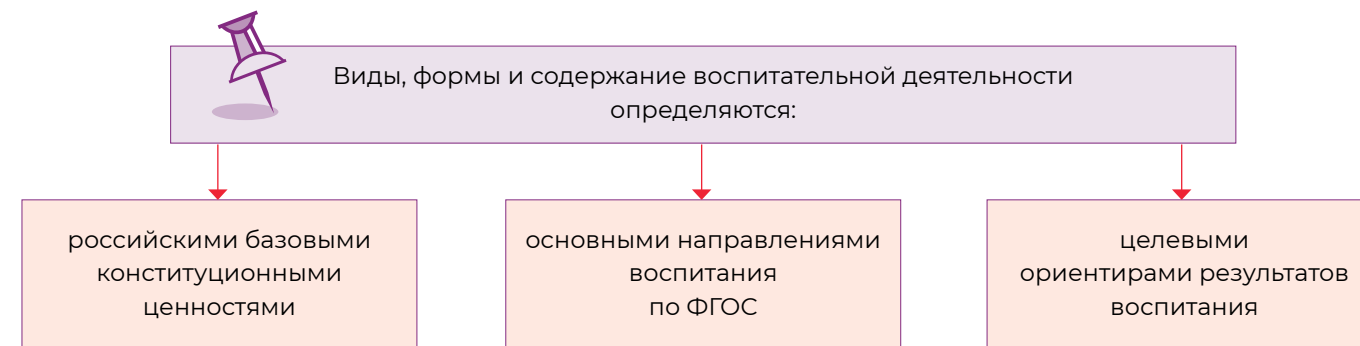 Виды, формы и содержание воспитательной деятельности
определяются:
российскими базовыми
конституционными
ценностями
основными направлениями
воспитания
по ФГОС
целевыми
ориентирами результатов
воспитания